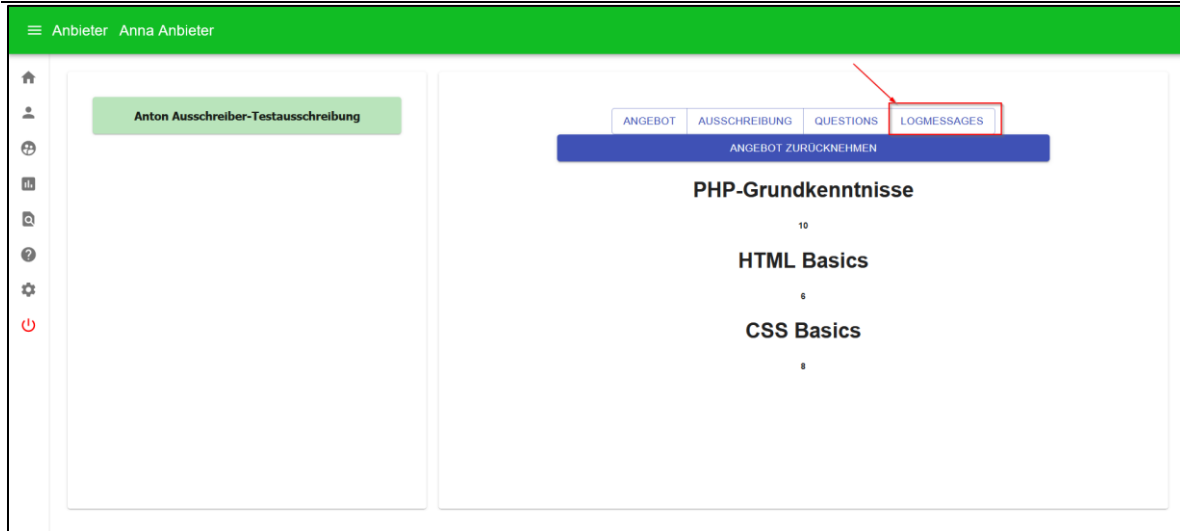 Anbieter Anna Anbieter
Anton Ausschreiber-Testausschreibung
ANGEBOT AUSSCHREIBUNG QUESTIONS LOGMESSAGES
ANGEBOT ZURÜCKNEHMEN
PHP-Grundkenntnisse
10
HTML Basics
6
CSS Basics
8